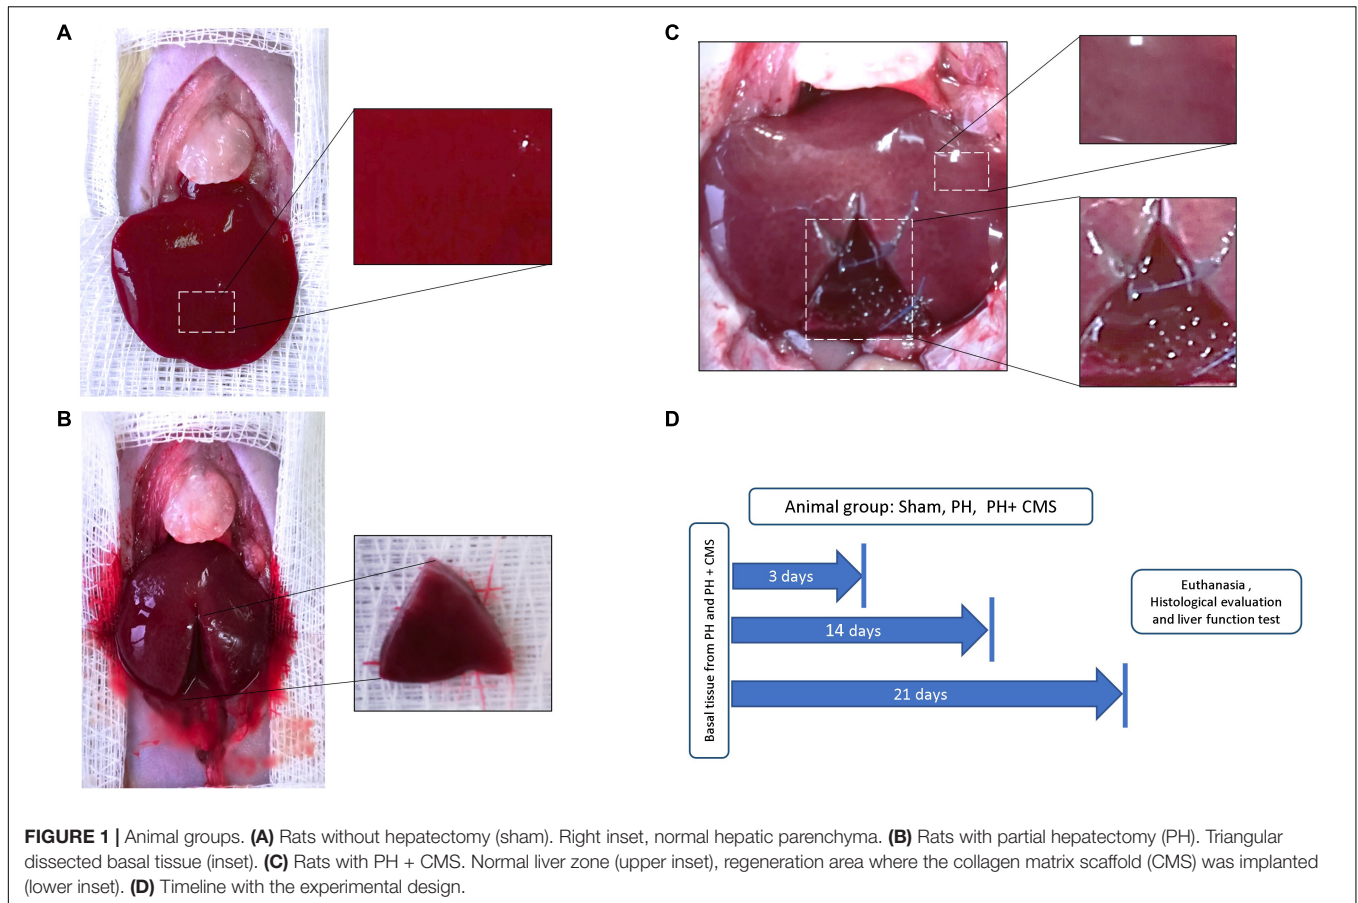 A
C
B
D
Animal group: Sham, PH, PH+ CMS
Basal tissue from PH and PH + CMS
3 days
14 days
21 days
Euthanasia ,
Histological evaluation
and liver function test
FIGURE 1 | Animal groups. (A) Rats without hepatectomy (sham). Right inset, normal hepatic parenchyma. (B) Rats with partial hepatectomy (PH). Triangular
dissected basal tissue (inset). (C) Rats with PH + CMS. Normal liver zone (upper inset), regeneration area where the collagen matrix scaffold (CMS) was implanted
(lower inset). (D) Timeline with the experimental design.